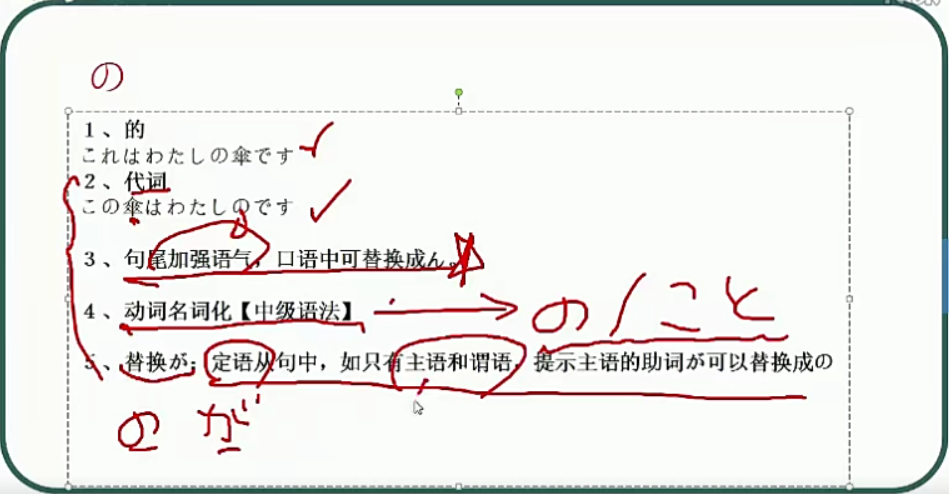 の
1、的
これはわたしの傘です
2、代词
この傘はわたしのです
3、句尾加强语气，口语中可替换成ん。
4、动词名词化【中级语法】 の/こと
5、替换が：定语从句中，如只有主语和谓语，提示主语的助词が可以替换成の
の が